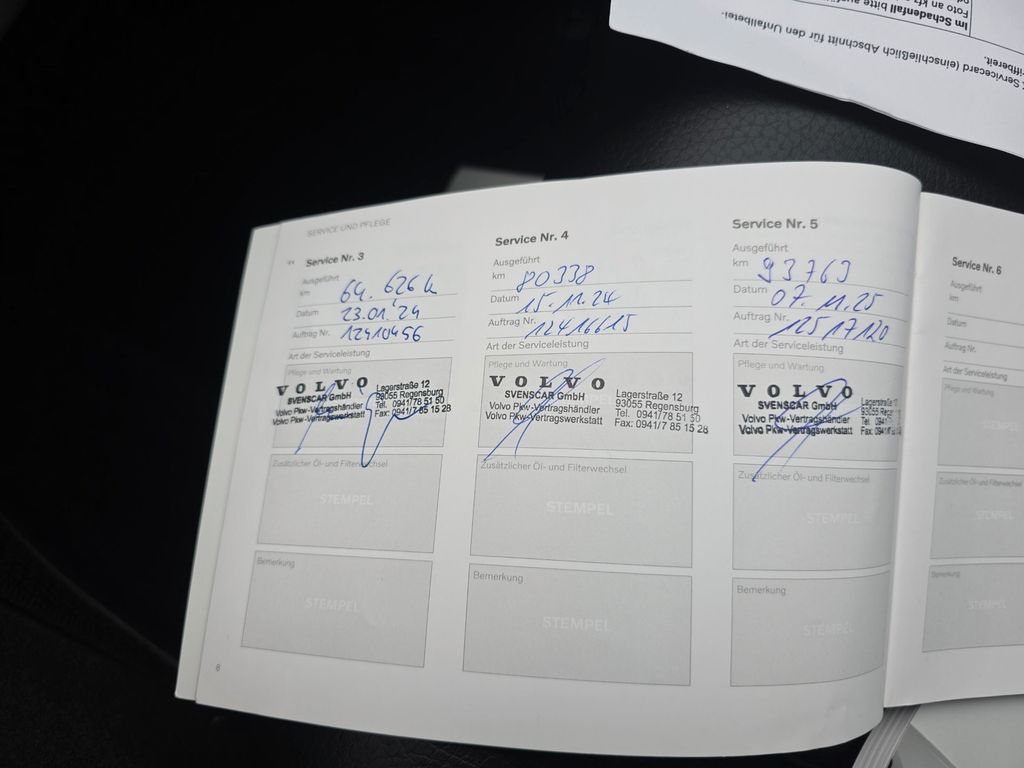 Servicecard (einschließlich Abschnitt für den Unfallbetei-
riffbereit.
Im Schadenfall bitte
Foto an kfz
SERVICE UND PFLEGE
Service Nr. 3
Ausgeführt
km 64.626 k
Datum 23.01.'24
Auftrag Nr. 12410456
Art der Serviceleistung
Pflege und Wartung
VOLVO
SVENSCAR GmbH
Volvo Pkw-Vertragshändler
Volvo Pkw-Vertragswerkstatt
Lagerstraße 12
93055 Regensburg
Tel. 0941/78 51 50
Fax: 0941/7 85 15 28
Zusätzlicher Öl- und Filterwechsel
STEMPEL
Bemerkung
STEMPEL
6
Service Nr. 4
Ausgeführt
km 80338
Datum 15.11.24
Auftrag Nr. 12416615
Art der Serviceleistung
Pflege und Wartung
VOLVO
SVENSCAR GmbH
Volvo Pkw-Vertragshändler
Volvo Pkw-Vertragswerkstatt
Lagerstraße 12
93055 Regensburg
Tel. 0941/78 51 50
Fax: 0941/7 85 15 28
Zusätzlicher Öl- und Filterwechsel
STEMPEL
Bemerkung
STEMPEL
Service Nr. 5
Ausgeführt
km 93763
Datum 07.11.25
Auftrag Nr. 12517120
Art der Serviceleistung
Pflege und Wartung
VOLVO
SVENSCAR GmbH
Volvo Pkw-Vertragshändler
Volvo Pkw-Vertragswerkstatt
Zusätzlicher Öl- und Filterwechsel
STEMPEL
Bemerkung
STEMPEL
Service Nr. 6
Ausgeführt
km
Datum
Auftrag Nr.
Art der Serviceleistung
Pflege und Wartung
STEMPEL
Zusätzlicher Öl- und Filterwechsel
STEMPEL
Bemerkung
STEMPEL